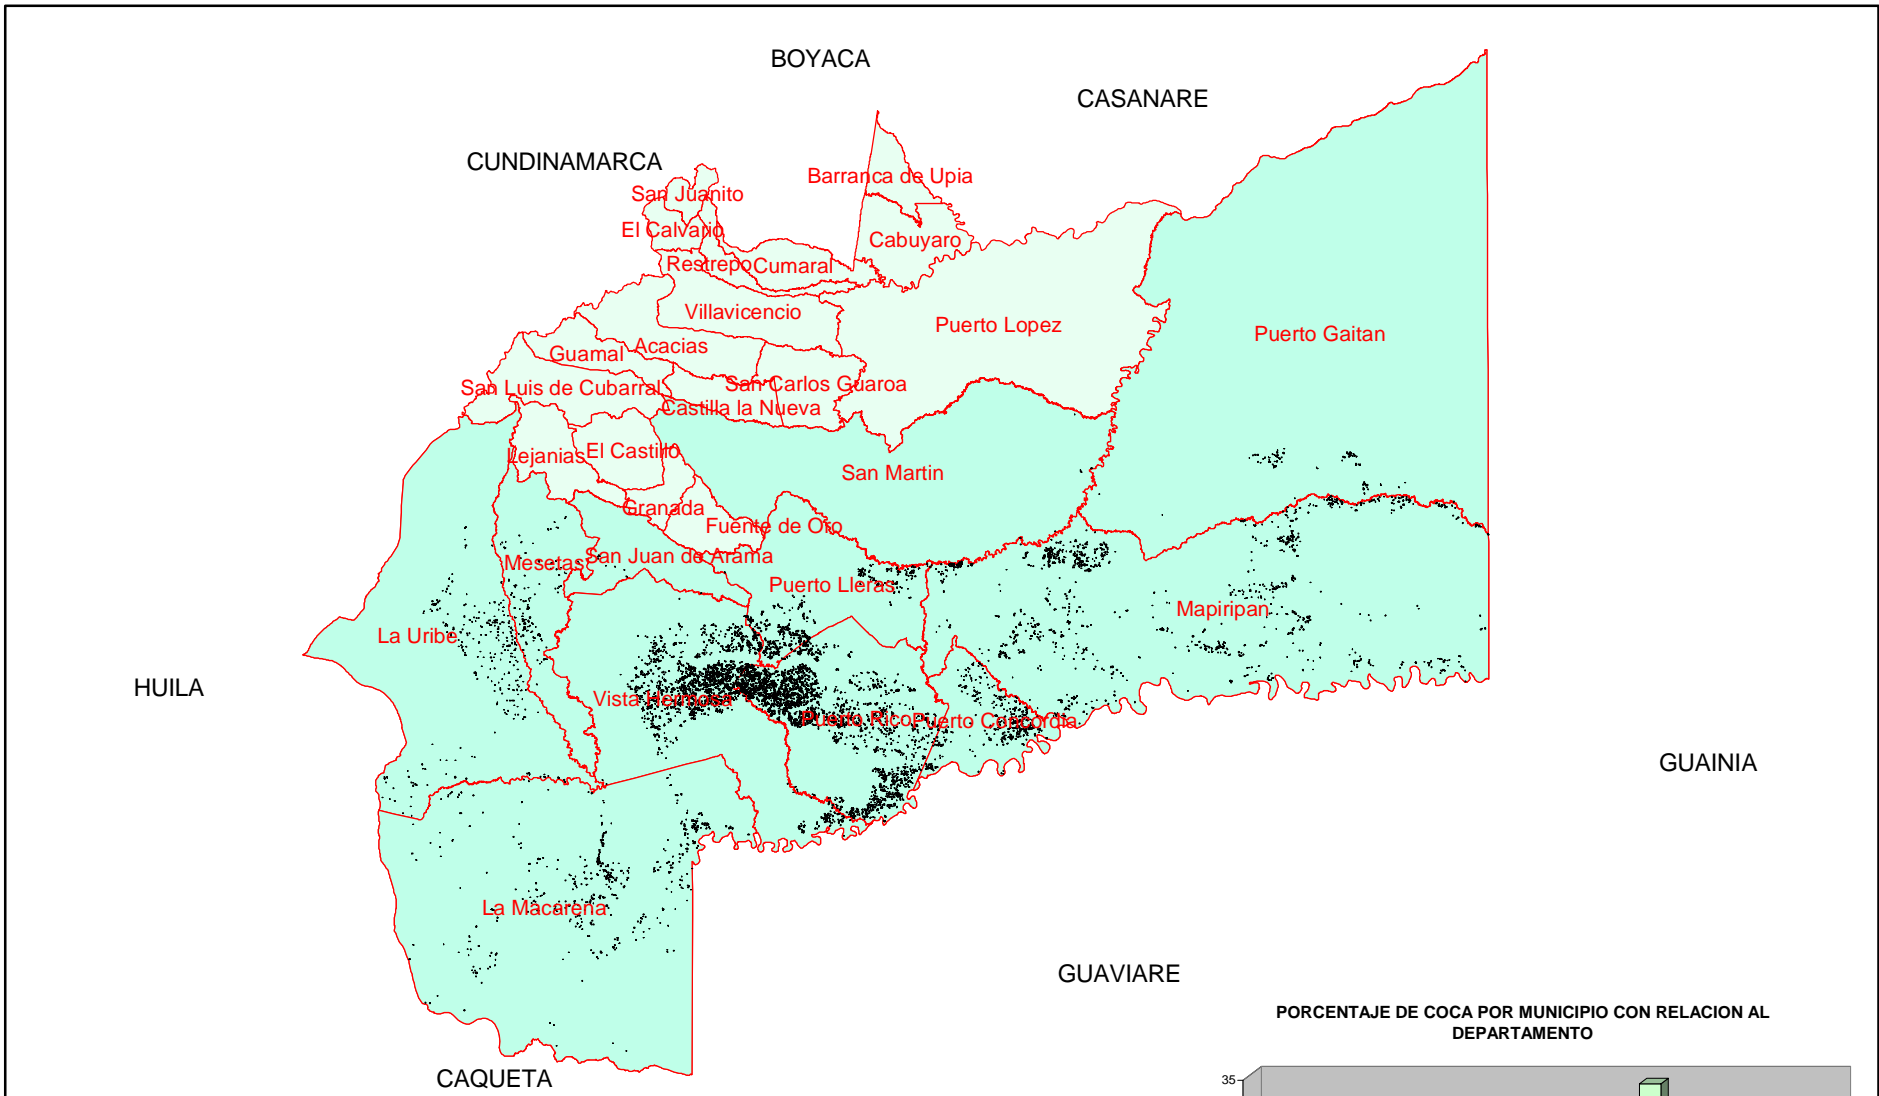 BOYACA
CASANARE
CUNDINAMARCA
Barranca de Upia
San Juanito
El Calvario
Cabuyaro
Restrepo
Cumaral
Villavicencio
Puerto Lopez
Puerto Gaitan
Acacias
Guamal
San Carlos Guaroa
San Luis de Cubarral
Castilla la Nueva
El Castillo
Lejanias
San Martin
Granada
Fuente de Oro
San Juan de Arama
Mesetas
Puerto Lleras
Mapiripan
La Uribe
HUILA
Vista Hermosa
Puerto Rico
Puerto Concordia
GUAINIA
La Macarena
GUAVIARE
PORCENTAJE DE COCA POR MUNICIPIO CON RELACION AL
DEPARTAMENTO
CAQUETA
35